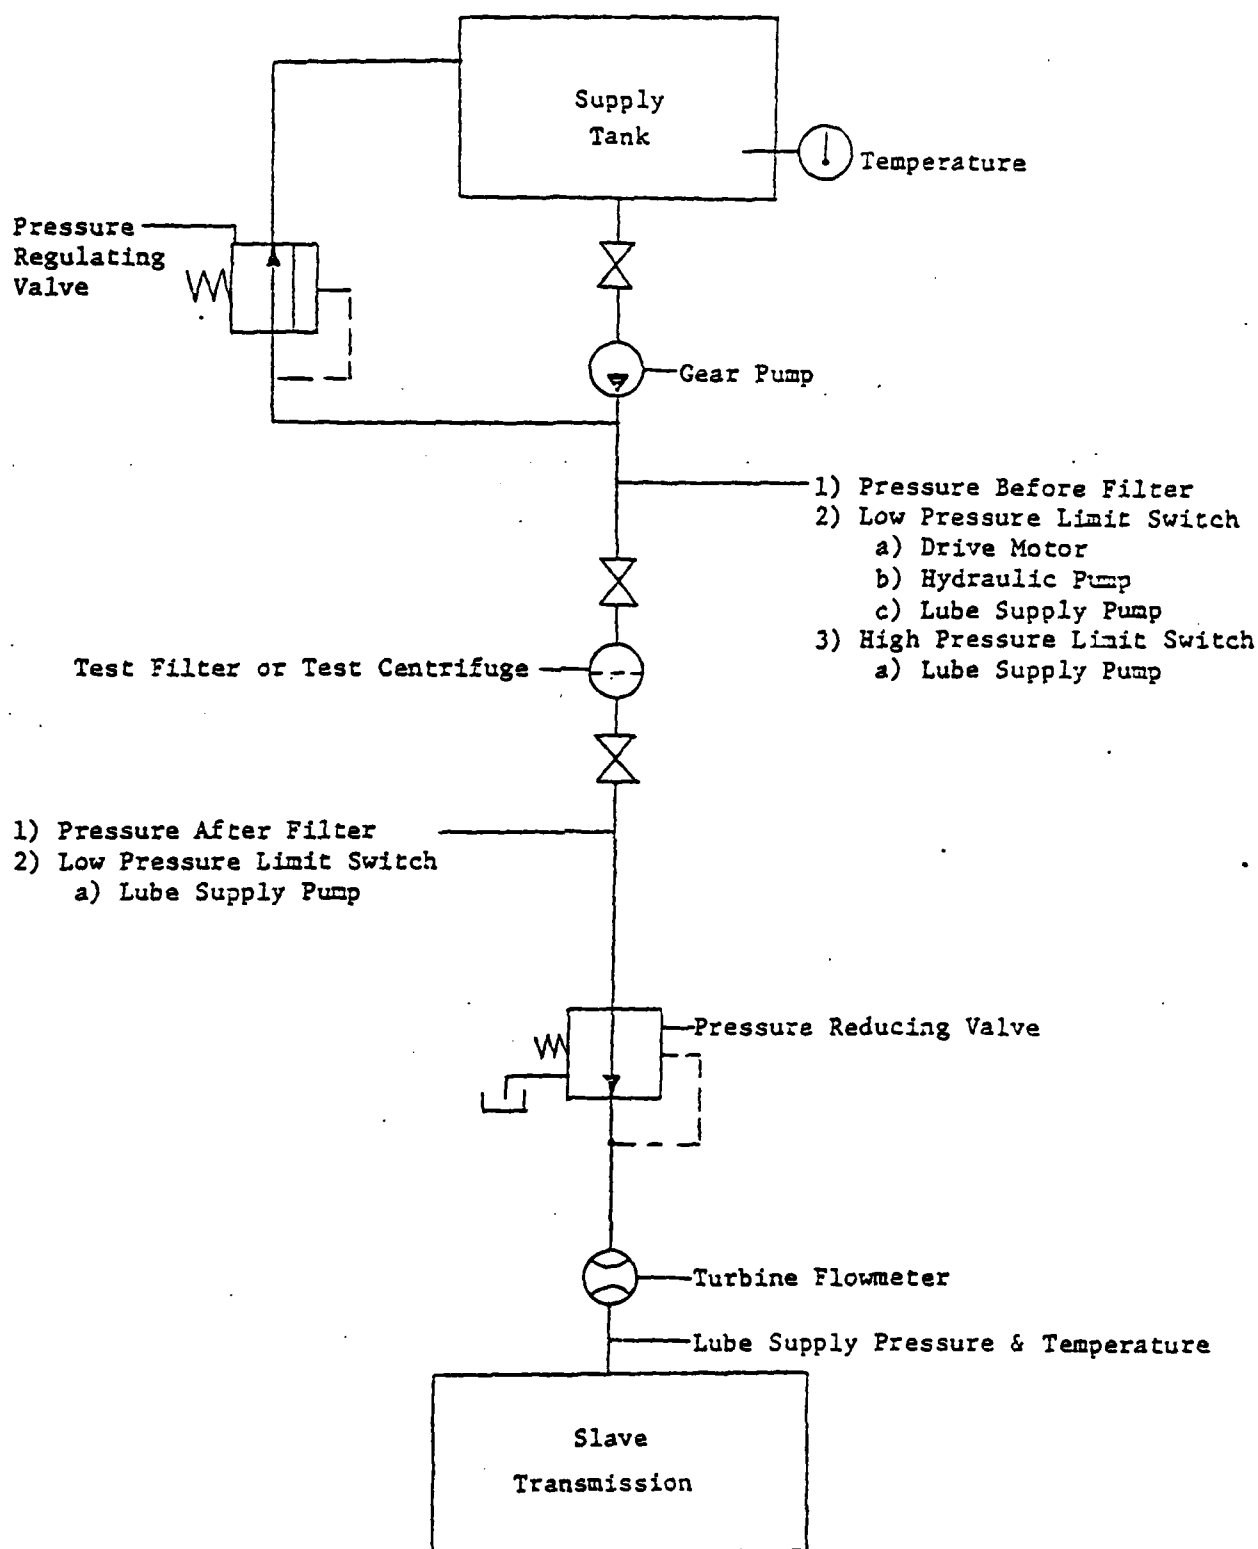 Supply
Tank
Temperature
Pressure
Regulating
Valve
Gear Pump
1) Pressure Before Filter
2) Low Pressure Limit Switch
a) Drive Motor
b) Hydraulic Pump
c) Lube Supply Pump
3) High Pressure Limit Switch
a) Lube Supply Pump
Test Filter or Test Centrifuge
1) Pressure After Filter
2) Low Pressure Limit Switch
a) Lube Supply Pump
Pressure Reducing Valve
Turbine Flowmeter
Lube Supply Pressure & Temperature
Slave
Transmission